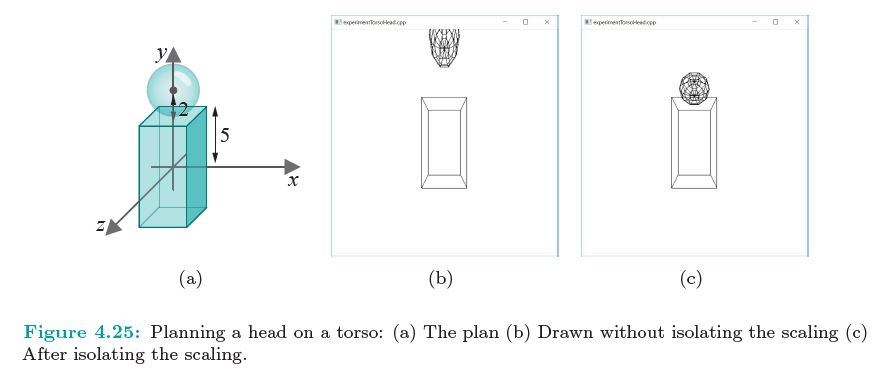 y
2
5
x
z
experimentTorsoHead.cpp
experimentTorsoHead.cpp
(a)
(b)
(c)
Figure 4.25: Planning a head on a torso: (a) The plan (b) Drawn without isolating the scaling (c)
After isolating the scaling.